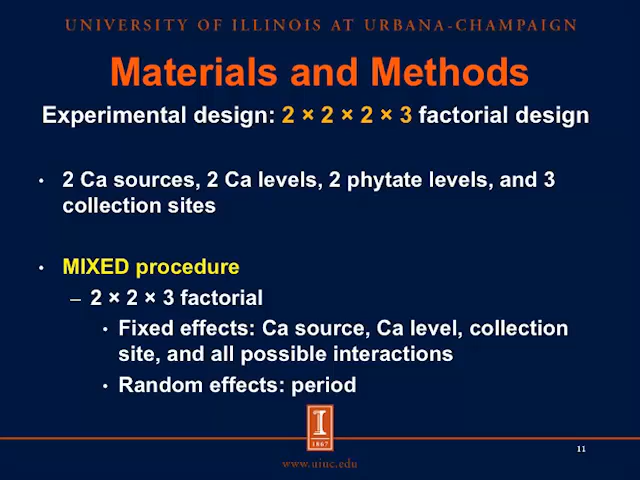 UNIVERSITY OF ILLINOIS AT URBANA-CHAMPAIGN
Materials and Methods
Experimental design: 2 × 2 × 2 × 3 factorial design
• 2 Ca sources, 2 Ca levels, 2 phytate levels, and 3
collection sites
• MIXED procedure
– 2 × 2 × 3 factorial
• Fixed effects: Ca source, Ca level, collection
site, and all possible interactions
• Random effects: period
I
1867
www.uiuc.edu
11